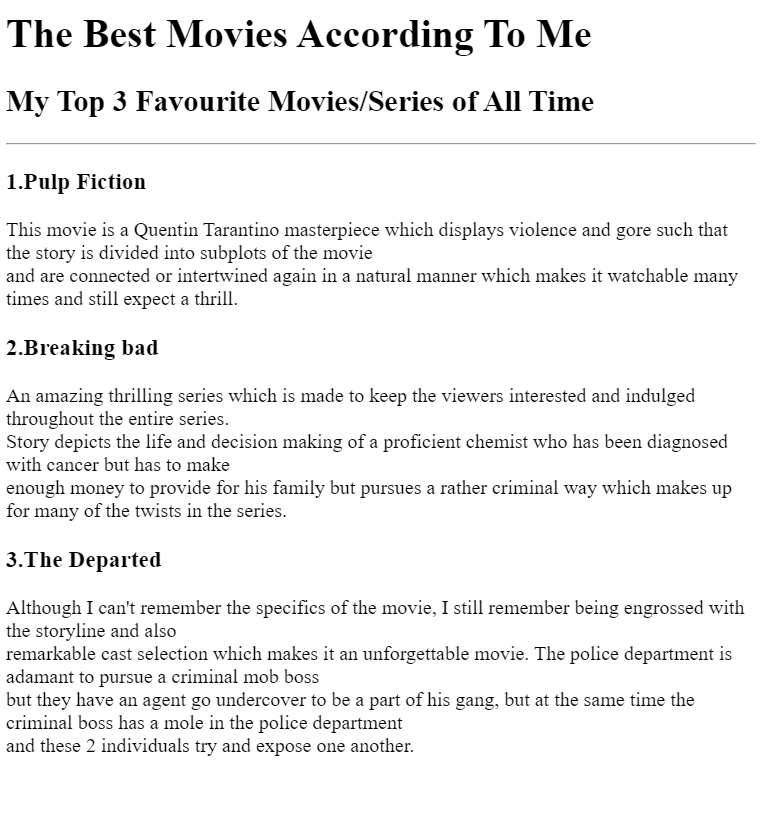 The Best Movies According To Me
My Top 3 Favourite Movies/Series of All Time
1.Pulp Fiction
This movie is a Quentin Tarantino masterpiece which displays violence and gore such that
the story is divided into subplots of the movie
and are connected or intertwined again in a natural manner which makes it watchable many
times and still expect a thrill.
2.Breaking bad
An amazing thrilling series which is made to keep the viewers interested and indulged
throughout the entire series.
Story depicts the life and decision making of a proficient chemist who has been diagnosed
with cancer but has to make
enough money to provide for his family but pursues a rather criminal way which makes up
for many of the twists in the series.
3.The Departed
Although I can't remember the specifics of the movie, I still remember being engrossed with
the storyline and also
remarkable cast selection which makes it an unforgettable movie. The police department is
adamant to pursue a criminal mob boss
but they have an agent go undercover to be a part of his gang, but at the same time the
criminal boss has a mole in the police department
and these 2 individuals try and expose one another.